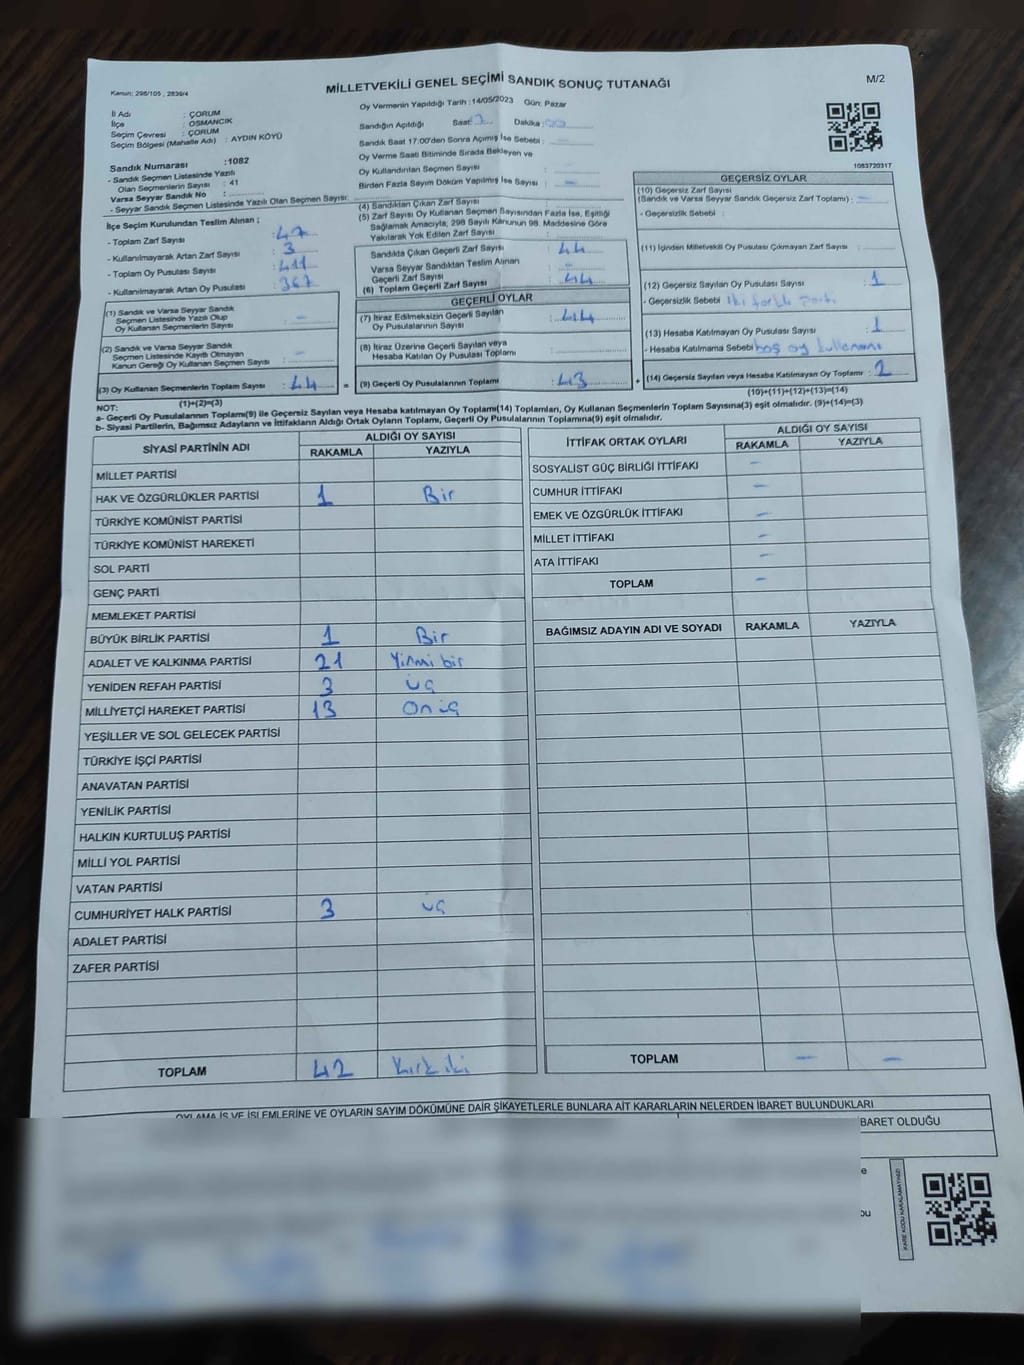 MİLLETVEKİLİ GENEL SEÇİMİ SANDIK SONUÇ TUTANAĞI
M/2
Kanun: 298/105 , 2839/4
İl Adı : ÇORUM
İlçe : OSMANCIK
Seçim Çevresi : ÇORUM
Seçim Bölgesi (Mahalle Adı) : AYDIN KÖYÜ
Sandık Numarası :1082
- Sandık Seçmen Listesinde Yazılı Olan Seçmenlerin Sayısı : 41
Varsa Seyyar Sandık No :
- Seyyar Sandık Seçmen Listesinde Yazılı Olan Seçmen Sayısı:
Oy Vermenin Yapıldığı Tarih :14/05/2023 Gün: Pazar
Sandığın Açıldığı Saat: Dakika:
Sandık Saat 17:00'den Sonra Açımış İse Sebebi :
Oy Verme Saati Bitiminde Sırada Bekleyen ve
Oy Kullandırılan Seçmen Sayısı :
Birden Fazla Sayım Döküm Yapılmış İse Sayısı : –
1083720317
İlçe Seçim Kurulundan Teslim Alınan ;
- Toplam Zarf Sayısı : 47
- Kullanılmayarak Artan Zarf Sayısı : 3
- Toplam Oy Pusulası Sayısı : 411
- Kullanılmayarak Artan Oy Pusulası : 367
(1) Sandık ve Varsa Seyyar Sandık
Seçmen Listesinde Yazılı Olup
Oy Kullanan Seçmenlerin Sayısı : –
(2) Sandık ve Varsa Seyyar Sandık
Seçmen Listesinde Kayıtlı Olmayan
Kanun Gereği Oy Kullanan Seçmen Sayısı : –
(3) Oy Kullanan Seçmenlerin Toplam Sayısı : 44
(1)+(2)=(3)
(4) Sandıktan Çıkan Zarf Sayısı :
(5) Zarf Sayısı Oy Kullanan Seçmen Sayısından Fazla İse, Eşitliği
Sağlamak Amacıyla, 298 Sayılı Kanunun 98. Maddesine Göre
Yakılarak Yok Edilen Zarf Sayısı :
Sandıkda Çıkan Geçerli Zarf Sayısı : 44
Varsa Seyyar Sandıktan Teslim Alınan
Geçerli Zarf Sayısı : –
(6) Toplam Geçerli Zarf Sayısı : 44
GEÇERLİ OYLAR
(7) İtiraz Edilmeksizin Geçerli Sayılan
Oy Pusulalarının Sayısı : 44
(8) İtiraz Üzerine Geçerli Sayılan veya
Hesaba Katılan Oy Pusulası Toplamı :
= (9) Geçerli Oy Pusulalarının Toplamı : 43 +
GEÇERSİZ OYLAR
(10) Geçersiz Zarf Sayısı
(Sandık ve Varsa Seyyar Sandık Geçersiz Zarf Toplamı) : –
- Geçersizlik Sebebi :
(11) İçinden Milletvekili Oy Pusulası Çıkmayan Zarf Sayısı :
(12) Geçersiz Sayılan Oy Pusulası Sayısı : 1
- Geçersizlik Sebebi : iki farklı parti
(13) Hesaba Katılmayan Oy Pusulası Sayısı : 1
- Hesaba Katılmama Sebebi : boş oy kullanımı
(14) Geçersiz Sayılan veya Hesaba Katılmayan Oy Toplamı : 2
(10)+(11)+(12)+(13)=(14)
NOT:
a- Geçerli Oy Pusulalarının Toplamı(9) ile Geçersiz Sayılan veya Hesaba katılmayan Oy Toplamı(14) Toplamları, Oy Kullanan Seçmenlerin Toplam Sayısına(3) eşit olmalıdır. (9)+(14)=(3)
b- Siyasi Partilerin, Bağımsız Adayların ve İttifakların Aldığı Ortak Oyların Toplamı, Geçerli Oy Pusulalarının Toplamına(9) eşit olmalıdır.
SİYASİ PARTİNİN ADI ALDIĞI OY SAYISI
RAKAMLA YAZIYLA
MİLLET PARTİSİ
HAK VE ÖZGÜRLÜKLER PARTİSİ 1 Bir
TÜRKİYE KOMÜNİST PARTİSİ
TÜRKİYE KOMÜNİST HAREKETİ
SOL PARTİ
GENÇ PARTİ
MEMLEKET PARTİSİ
BÜYÜK BİRLİK PARTİSİ 1 Bir
ADALET VE KALKINMA PARTİSİ 21 Yirmi bir
YENİDEN REFAH PARTİSİ 3 üç
MİLLİYETÇİ HAREKET PARTİSİ 13 on üç
YEŞİLLER VE SOL GELECEK PARTİSİ
TÜRKİYE İŞÇİ PARTİSİ
ANAVATAN PARTİSİ
YENİLİK PARTİSİ
HALKIN KURTULUŞ PARTİSİ
MİLLİ YOL PARTİSİ
VATAN PARTİSİ
CUMHURİYET HALK PARTİSİ 3 üç
ADALET PARTİSİ
ZAFER PARTİSİ
TOPLAM 42 kırk iki
İTTİFAK ORTAK OYLARI ALDIĞI OY SAYISI
RAKAMLA YAZIYLA
SOSYALİST GÜÇ BİRLİĞİ İTTİFAKI –
CUMHUR İTTİFAKI –
EMEK VE ÖZGÜRLÜK İTTİFAKI –
MİLLET İTTİFAKI –
ATA İTTİFAKI –
TOPLAM –
BAĞIMSIZ ADAYIN ADI VE SOYADI RAKAMLA YAZIYLA
TOPLAM – –
OYLAMA İŞ VE İŞLEMLERİNE VE OYLARIN SAYIM DÖKÜMÜNE DAİR ŞİKAYETLERLE BUNLARA AİT KARARLARIN NELERDEN İBARET BULUNDUKLARI
BARET OLDUĞU
KARE KODU KARALAMAYINIZ!